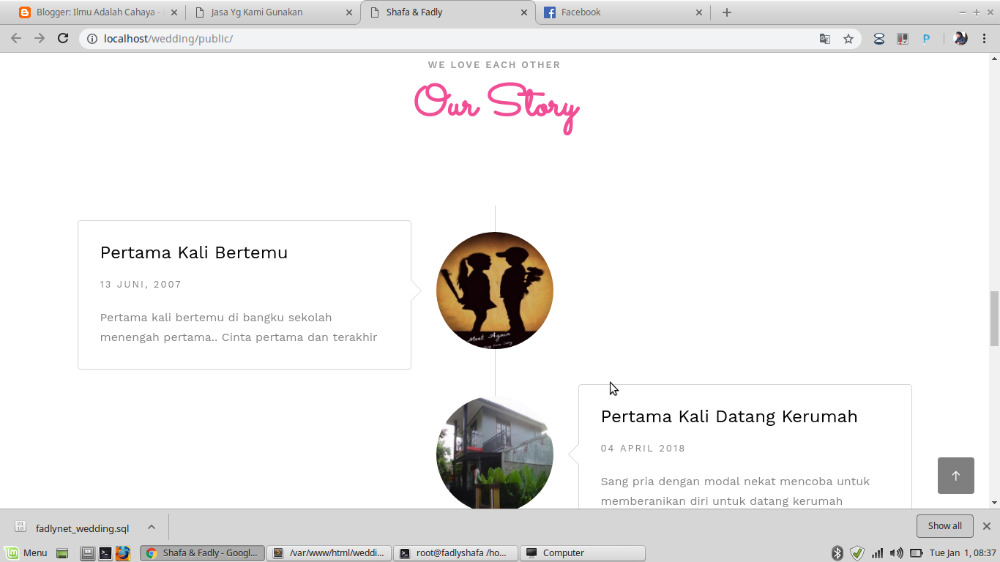 Blogger: Ilmu Adalah Cahaya -
Jasa Yg Kami Gunakan
Shafa & Fadly
Facebook
localhost/wedding/public/
WE LOVE EACH OTHER
Our Story
Pertama Kali Bertemu
13 JUNI, 2007
Pertama kali bertemu di bangku sekolah
menengah pertama.. Cinta pertama dan terakhir
Meet Again
Pertama Kali Datang Kerumah
04 APRIL 2018
Sang pria dengan modal nekat mencoba untuk
memberanikan diri untuk datang kerumah
fadlynet_wedding.sql
Show all
Menu
Shafa & Fadly - Googl...
/var/www/html/weddi...
root@fadlyshafa /ho...
Computer
Tue Jan 1, 08:37